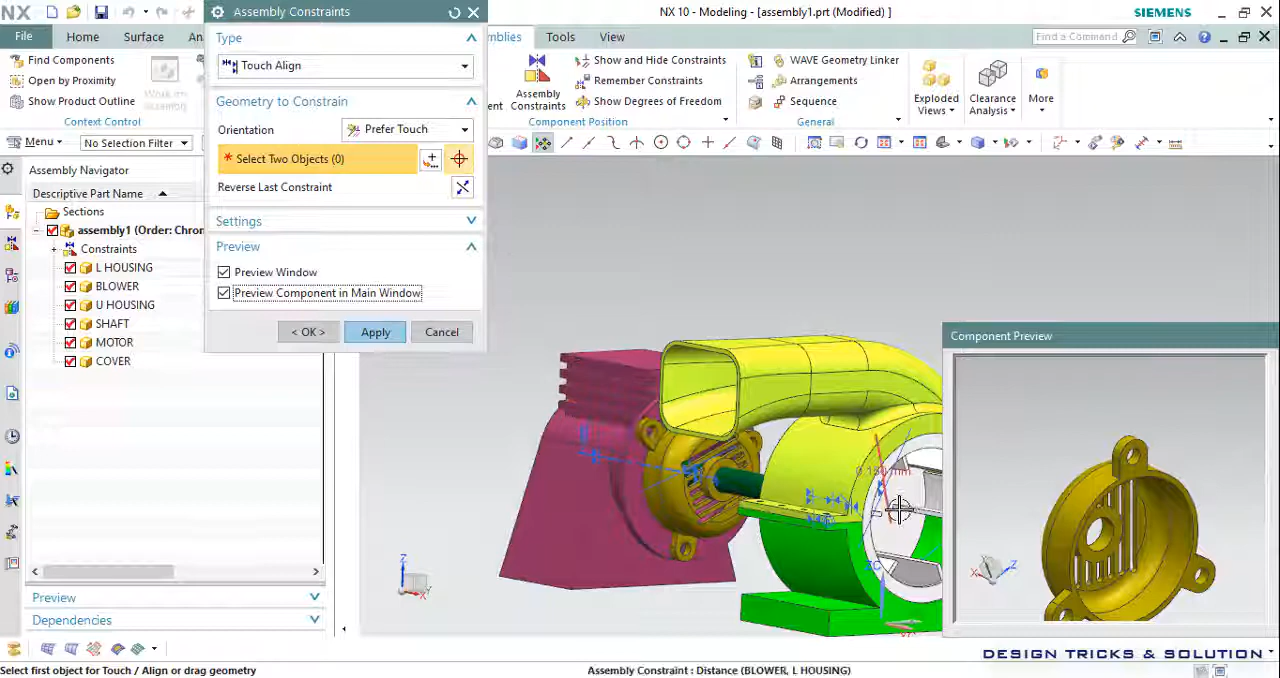 NX
Assembly Constraints
NX 10 - Modeling - [assembly1.prt (Modified) ]
SIEMENS
File
Home
Surface
An
mblies
Tools
View
Find a Command
Type
Touch Align
Geometry to Constrain
Orientation
Prefer Touch
* Select Two Objects (0)
Reverse Last Constraint
Settings
Preview
Preview Window
Preview Component in Main Window
< OK >
Apply
Cancel
Find Components
Open by Proximity
Show Product Outline
Work on Assembly
Context Control
Assembly Constraints
Show and Hide Constraints
Remember Constraints
Show Degrees of Freedom
Component Position
WAVE Geometry Linker
Arrangements
Sequence
General
Exploded Views
Clearance Analysis
More
Menu
No Selection Filter
Assembly Navigator
Descriptive Part Name
Sections
assembly1 (Order: Chron
Constraints
L HOUSING
BLOWER
U HOUSING
SHAFT
MOTOR
COVER
Preview
Dependencies
Component Preview
Z
X
Y
ZC
X
Z
DESIGN TRICKS & SOLUTION
Select first object for Touch / Align or drag geometry
Assembly Constraint : Distance (BLOWER, L HOUSING)